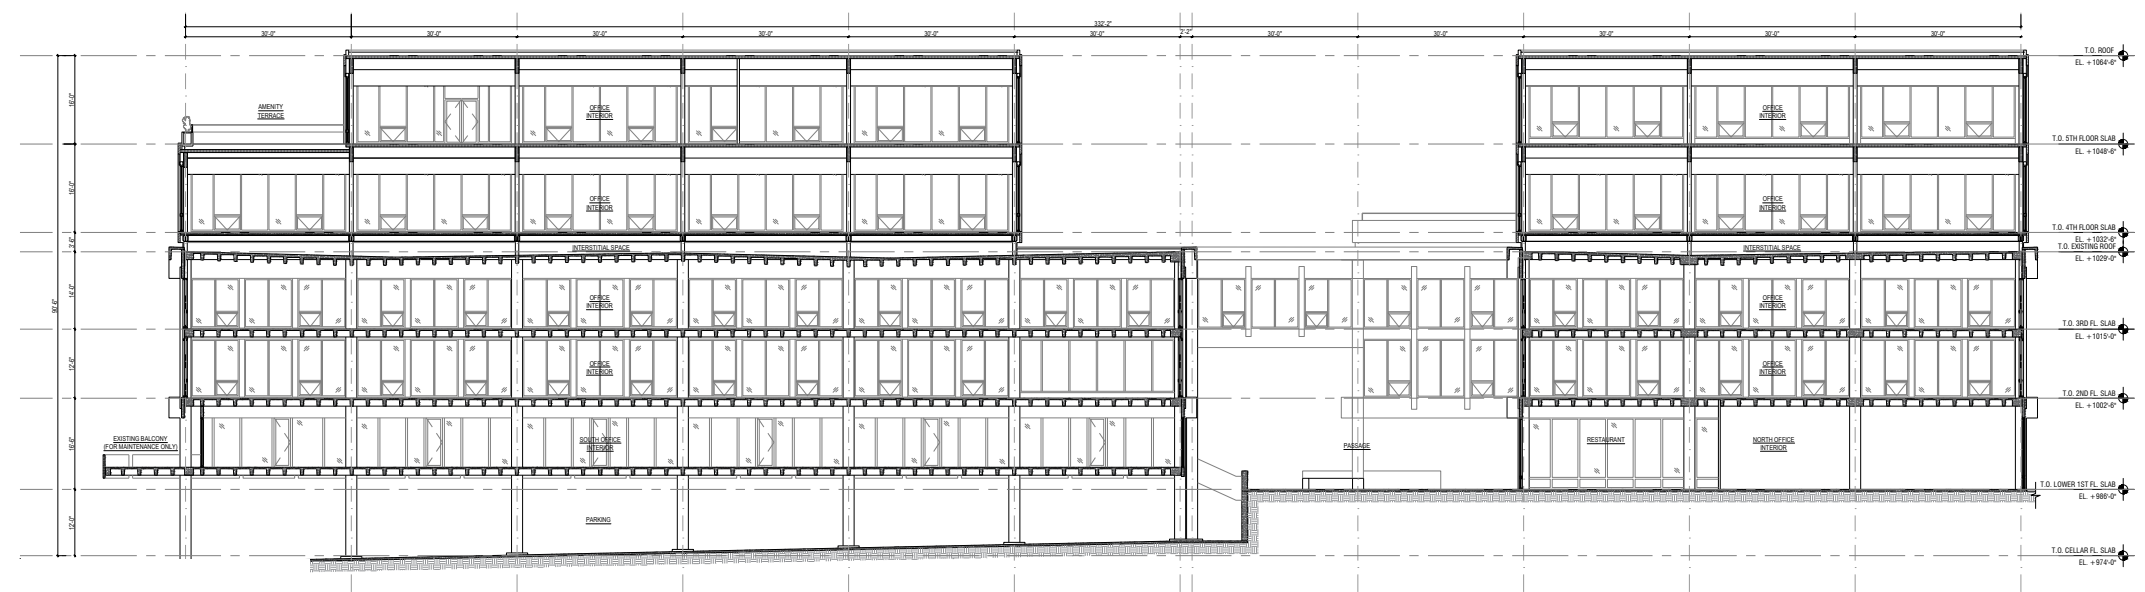 332'-2"
30'-0" 30'-0" 30'-0" 30'-0" 30'-0" 30'-0" 2'-2" 30'-0" 30'-0" 30'-0" 30'-0" 30'-0"
T.O. ROOF
EL. +1064'-6"
16'-0"
AMENITY
TERRACE
OFFICE
INTERIOR
OFFICE
INTERIOR
T.O. 5TH FLOOR SLAB
EL. +1048'-6"
16'-0"
OFFICE
INTERIOR
OFFICE
INTERIOR
T.O. 4TH FLOOR SLAB
EL. +1032'-6"
3'-6"
INTERSTITIAL SPACE
INTERSTITIAL SPACE
T.O. EXISTING ROOF
EL. +1029'-0"
90'-6"
14'-0"
OFFICE
INTERIOR
OFFICE
INTERIOR
T.O. 3RD FL. SLAB
EL. +1015'-0"
12'-6"
OFFICE
INTERIOR
OFFICE
INTERIOR
T.O. 2ND FL. SLAB
EL. +1002'-6"
16'-6"
EXISTING BALCONY
(FOR MAINTENANCE ONLY)
SOUTH OFFICE
INTERIOR
PASSAGE
RESTAURANT
NORTH OFFICE
INTERIOR
T.O. LOWER 1ST FL. SLAB
EL. +986'-0"
12'-0"
PARKING
T.O. CELLAR FL. SLAB
EL. +974'-0"